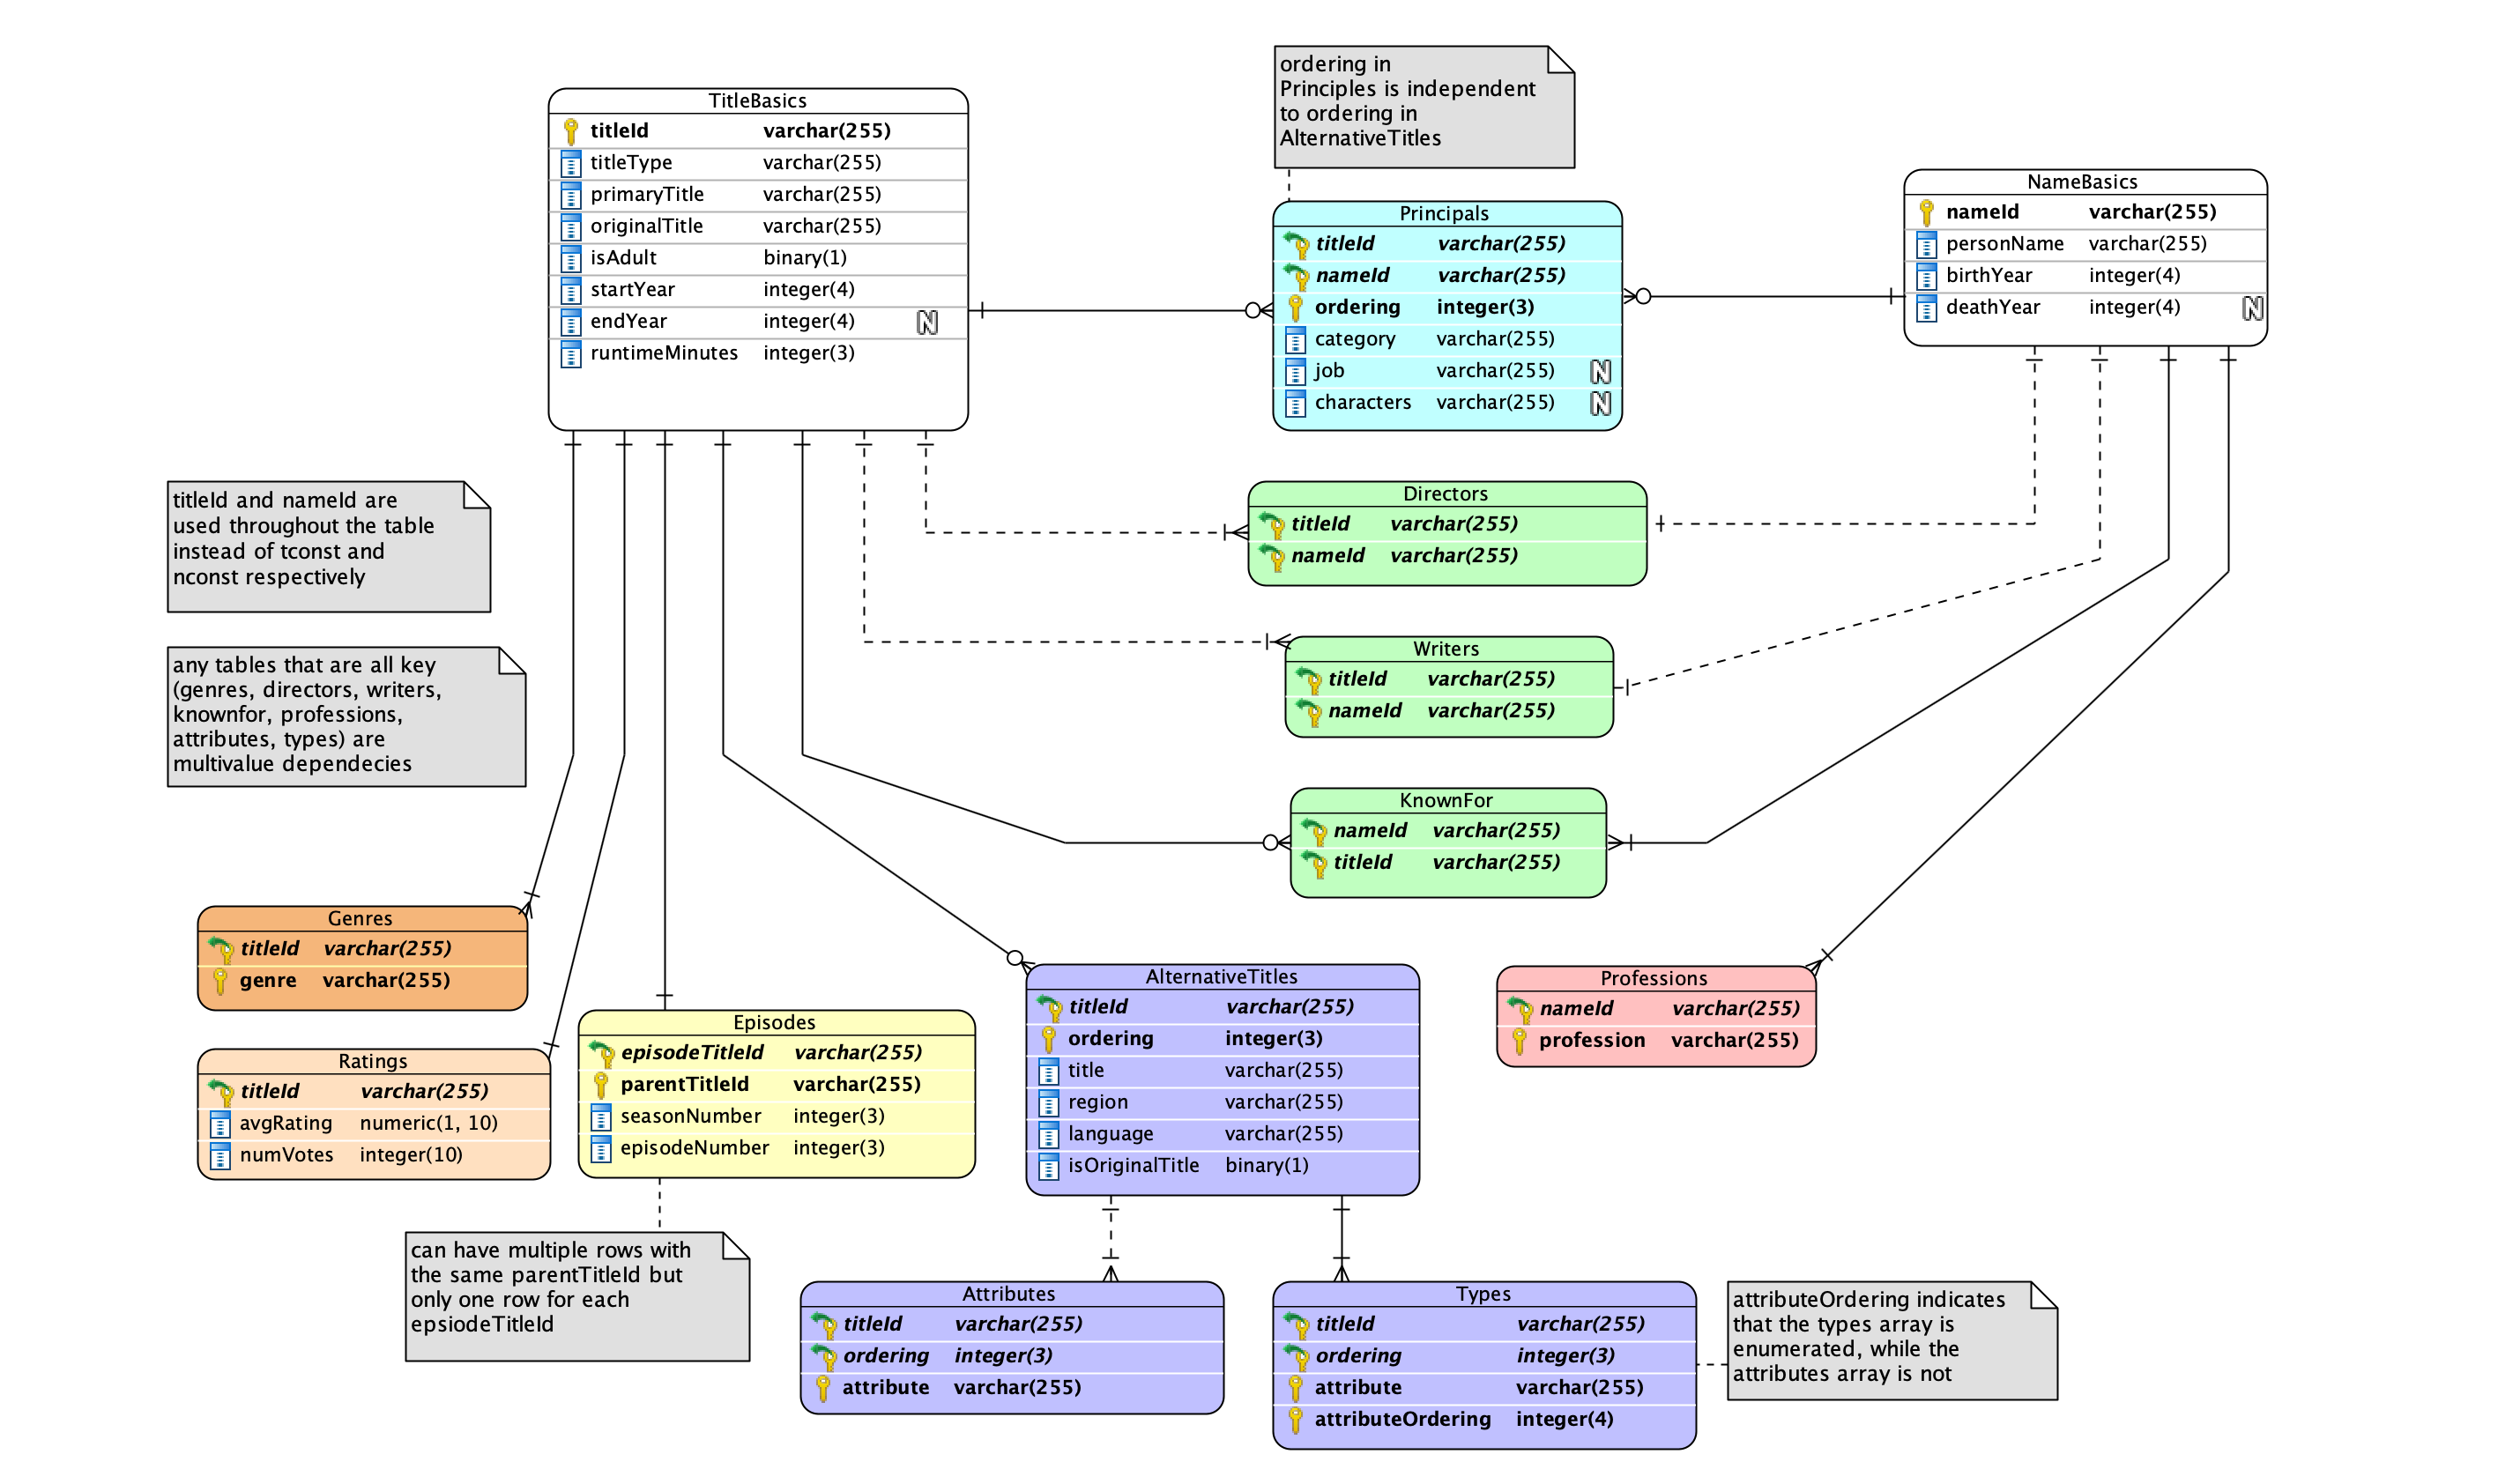 ordering in
Principles is independent
to ordering in
AlternativeTitles
TitleBasics
titleId varchar(255)
titleType varchar(255)
primaryTitle varchar(255)
originalTitle varchar(255)
isAdult binary(1)
startYear integer(4)
endYear integer(4) N
runtimeMinutes integer(3)
Principals
titleId varchar(255)
nameId varchar(255)
ordering integer(3)
category varchar(255)
job varchar(255) N
characters varchar(255) N
NameBasics
nameId varchar(255)
personName varchar(255)
birthYear integer(4)
deathYear integer(4) N
titleId and nameId are
used throughout the table
instead of tconst and
nconst respectively
Directors
titleId varchar(255)
nameId varchar(255)
any tables that are all key
(genres, directors, writers,
knownfor, professions,
attributes, types) are
multivalue dependecies
Writers
titleId varchar(255)
nameId varchar(255)
KnownFor
nameId varchar(255)
titleId varchar(255)
Genres
titleId varchar(255)
genre varchar(255)
Ratings
titleId varchar(255)
avgRating numeric(1, 10)
numVotes integer(10)
Episodes
episodeTitleId varchar(255)
parentTitleId varchar(255)
seasonNumber integer(3)
episodeNumber integer(3)
AlternativeTitles
titleId varchar(255)
ordering integer(3)
title varchar(255)
region varchar(255)
language varchar(255)
isOriginalTitle binary(1)
Professions
nameId varchar(255)
profession varchar(255)
can have multiple rows with
the same parentTitleId but
only one row for each
epsiodeTitleId
Attributes
titleId varchar(255)
ordering integer(3)
attribute varchar(255)
Types
titleId varchar(255)
ordering integer(3)
attribute varchar(255)
attributeOrdering integer(4)
attributeOrdering indicates
that the types array is
enumerated, while the
attributes array is not